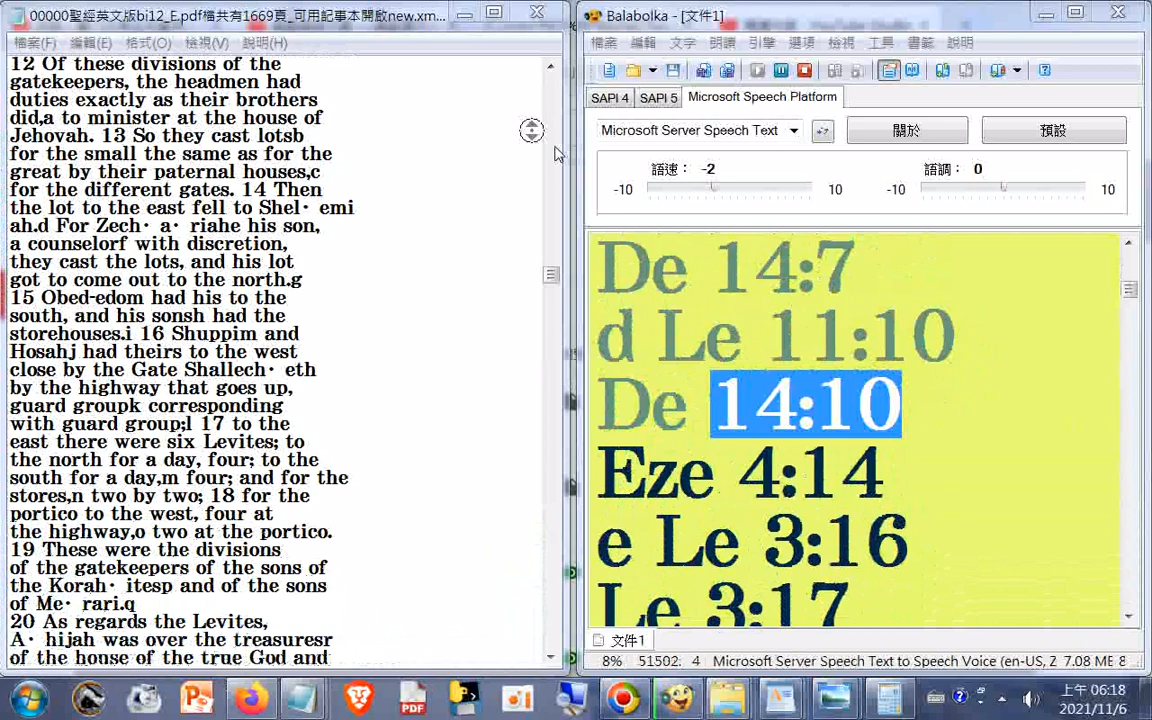 00000聖經英文版bi12_E.pdf檔共有1669頁_可用記事本開啟new.xm...
檔案(F) 編輯(E) 格式(O) 檢視(V) 說明(H)
12 Of these divisions of the
gatekeepers, the headmen had
duties exactly as their brothers
did,a to minister at the house of
Jehovah. 13 So they cast lotsb
for the small the same as for the
great by their paternal houses,c
for the different gates. 14 Then
the lot to the east fell to Shel· emi
ah.d For Zech· a· riahe his son,
a counselorf with discretion,
they cast the lots, and his lot
got to come out to the north.g
15 Obed-edom had his to the
south, and his sonsh had the
storehouses.i 16 Shuppim and
Hosahj had theirs to the west
close by the Gate Shallech· eth
by the highway that goes up,
guard groupk corresponding
with guard group;l 17 to the
east there were six Levites; to
the north for a day, four; to the
south for a day,m four; and for the
stores,n two by two; 18 for the
portico to the west, four at
the highway,o two at the portico.
19 These were the divisions
of the gatekeepers of the sons of
the Korah· itesp and of the sons
of Me· rari.q
20 As regards the Levites,
A· hijah was over the treasuresr
of the house of the true God and
Balabolka - [文件1]
檔案 編輯 文字 朗讀 引擎 選項 檢視 工具 書籤 說明
SAPI 4 SAPI 5 Microsoft Speech Platform
Microsoft Server Speech Text 關於 預設
語速: -2 語調: 0
-10 10 -10 10
De 14:7
d Le 11:10
De 14:10
Eze 4:14
e Le 3:16
Le 3:17
文件1
8% 51502: 4 Microsoft Server Speech Text to Speech Voice (en-US, Z 7.08 MB 8
上午 06:18
2021/11/6